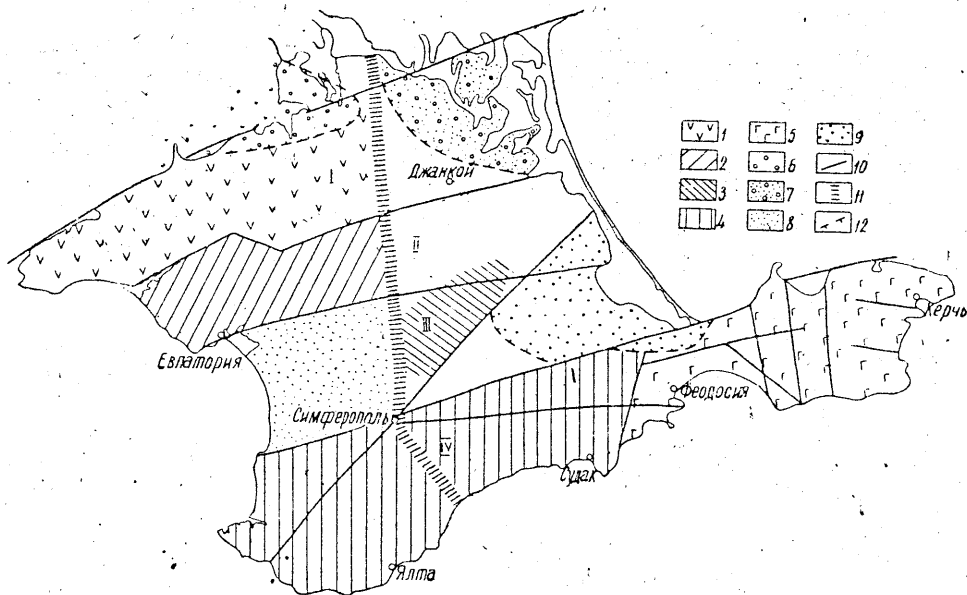 1 5 9
2 6 10
3 7 11
4 8 12
I
Джанкой
II
Керчь
III
Евпатория
I
Феодосия
Симферополь
IV
Судак
Ялта